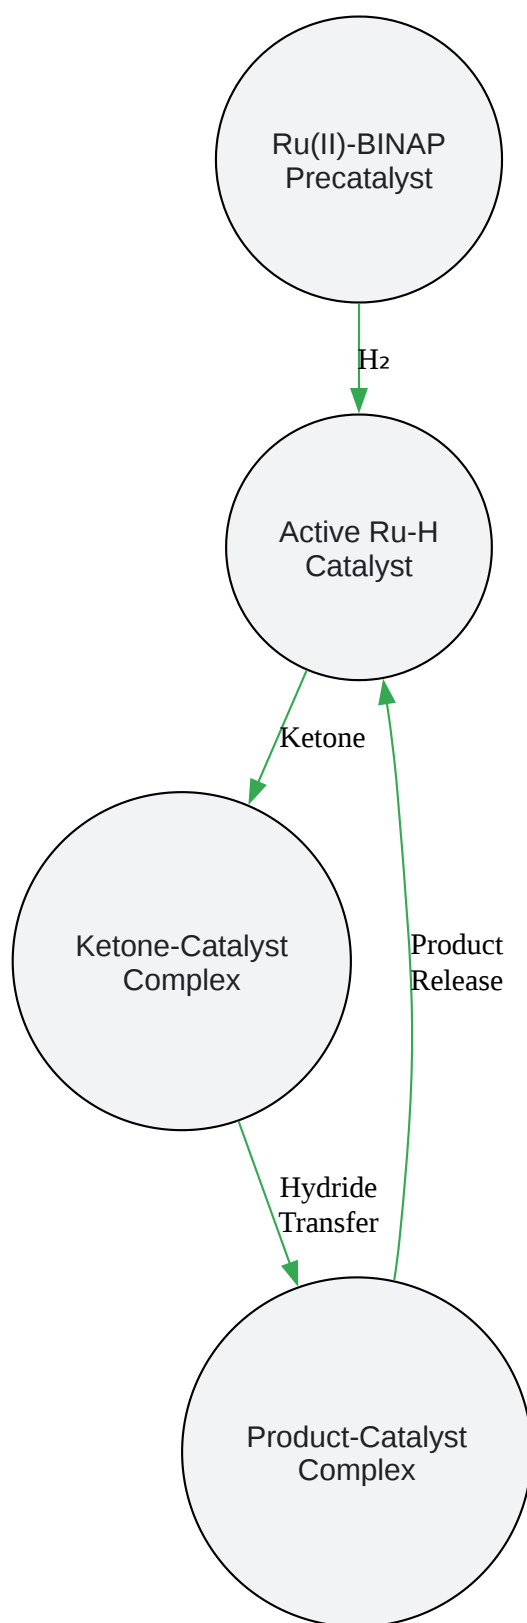 Ru(II)-BINAP
Precatalyst
H₂
Active Ru-H
Catalyst
Ketone
Ketone-Catalyst
Complex
Product
Release
Hydride
Transfer
Product-Catalyst
Complex